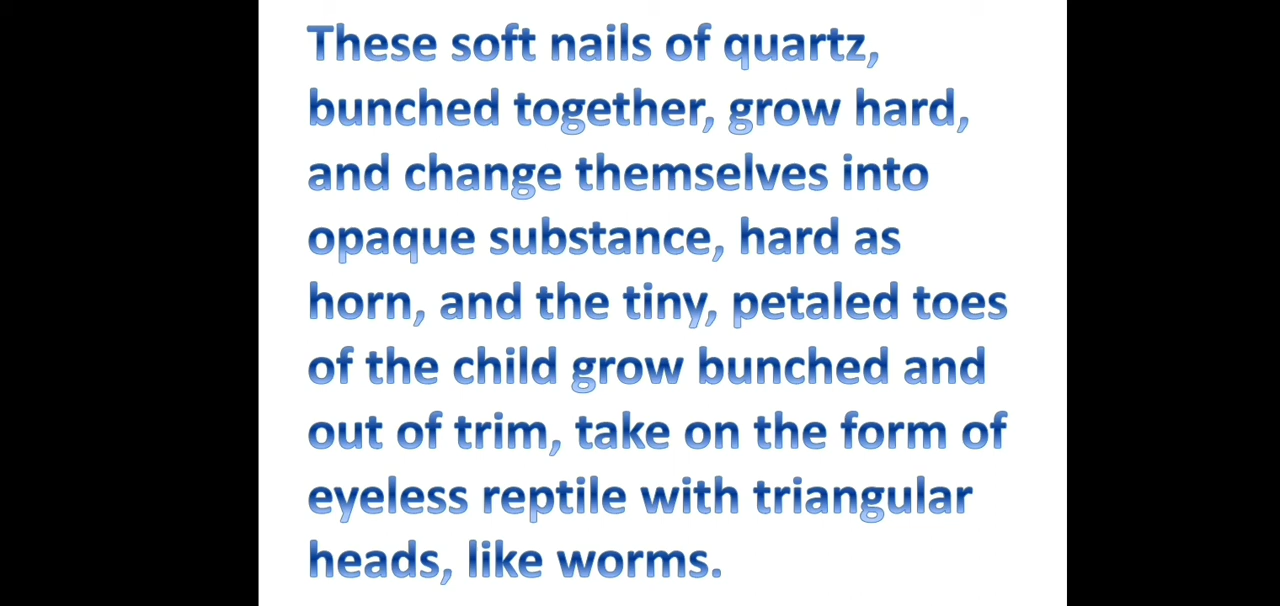 These soft nails of quartz,
bunched together, grow hard,
and change themselves into
opaque substance, hard as
horn, and the tiny, petaled toes
of the child grow bunched and
out of trim, take on the form of
eyeless reptile with triangular
heads, like worms.